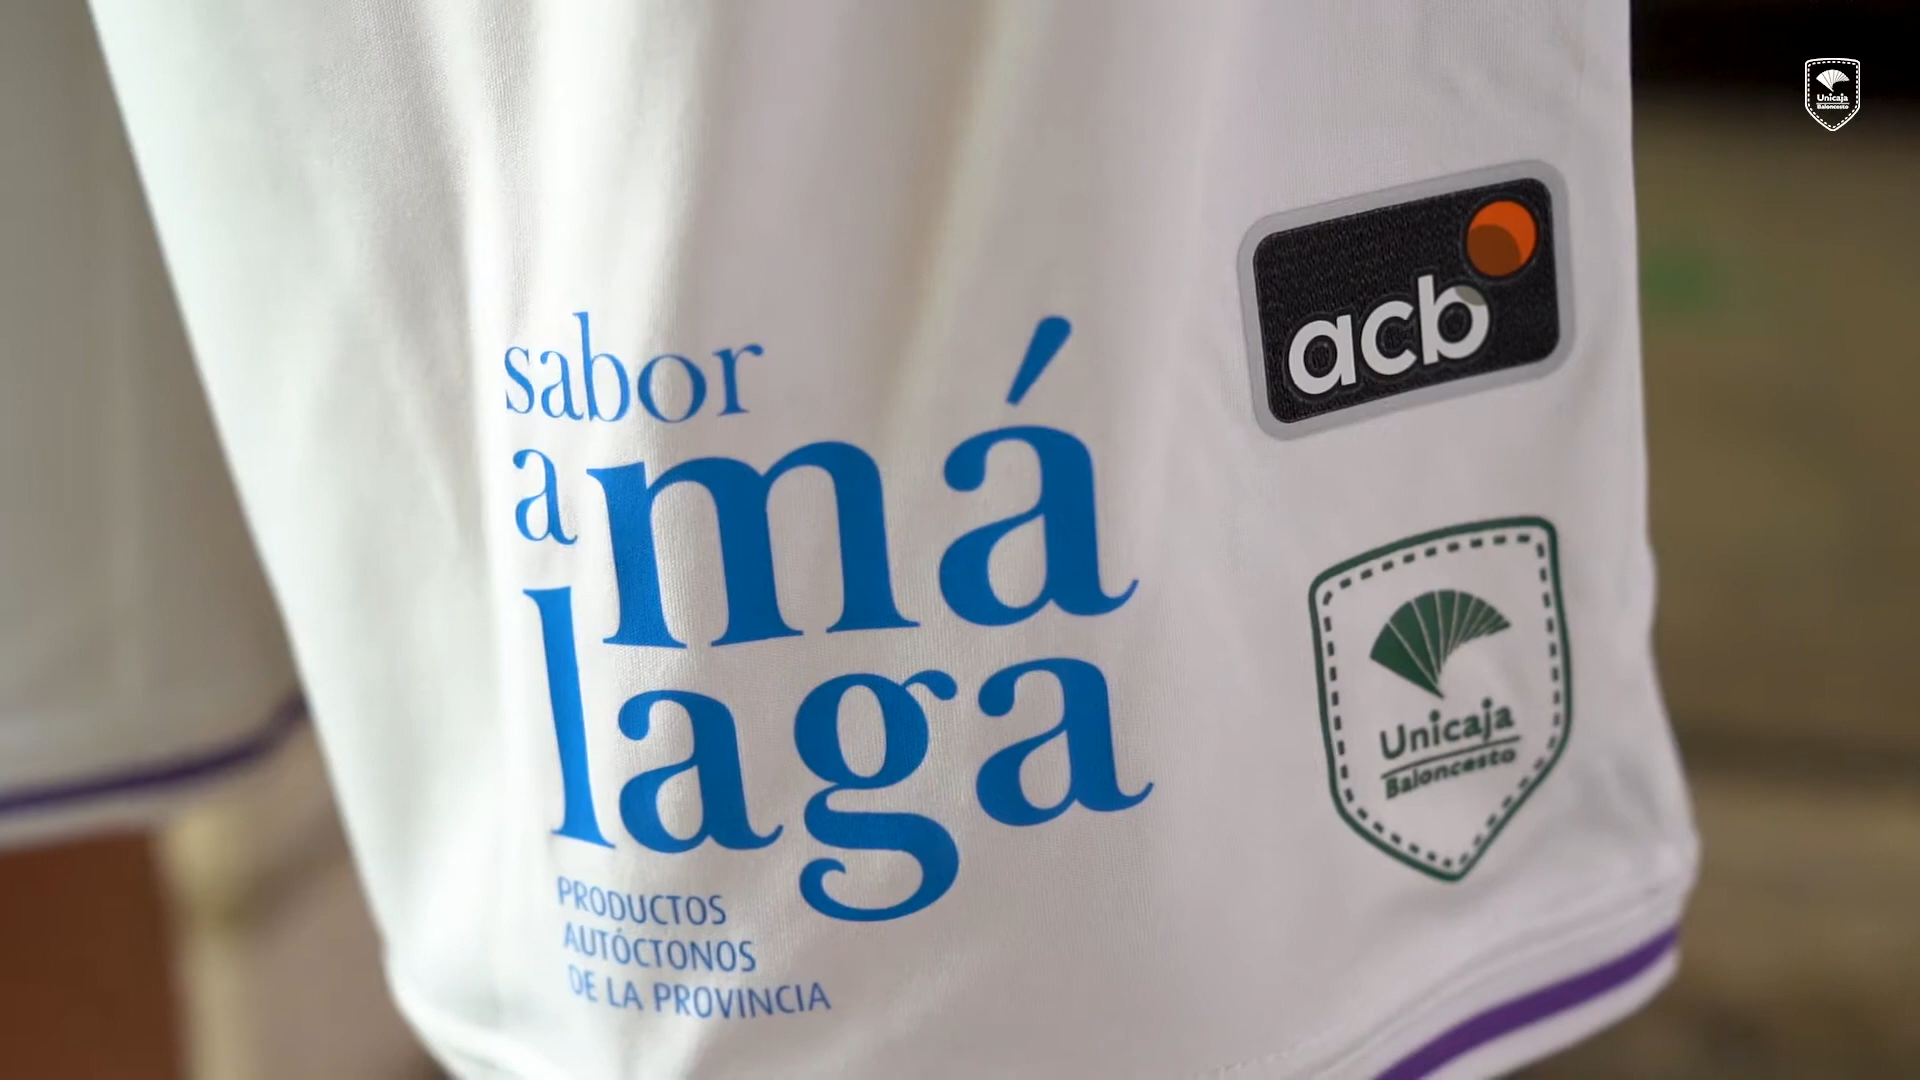 sabor
a má
laga
PRODUCTOS
AUTÓCTONOS
DE LA PROVINCIA
acb
Unicaja
Baloncesto
Unicaja
Baloncesto